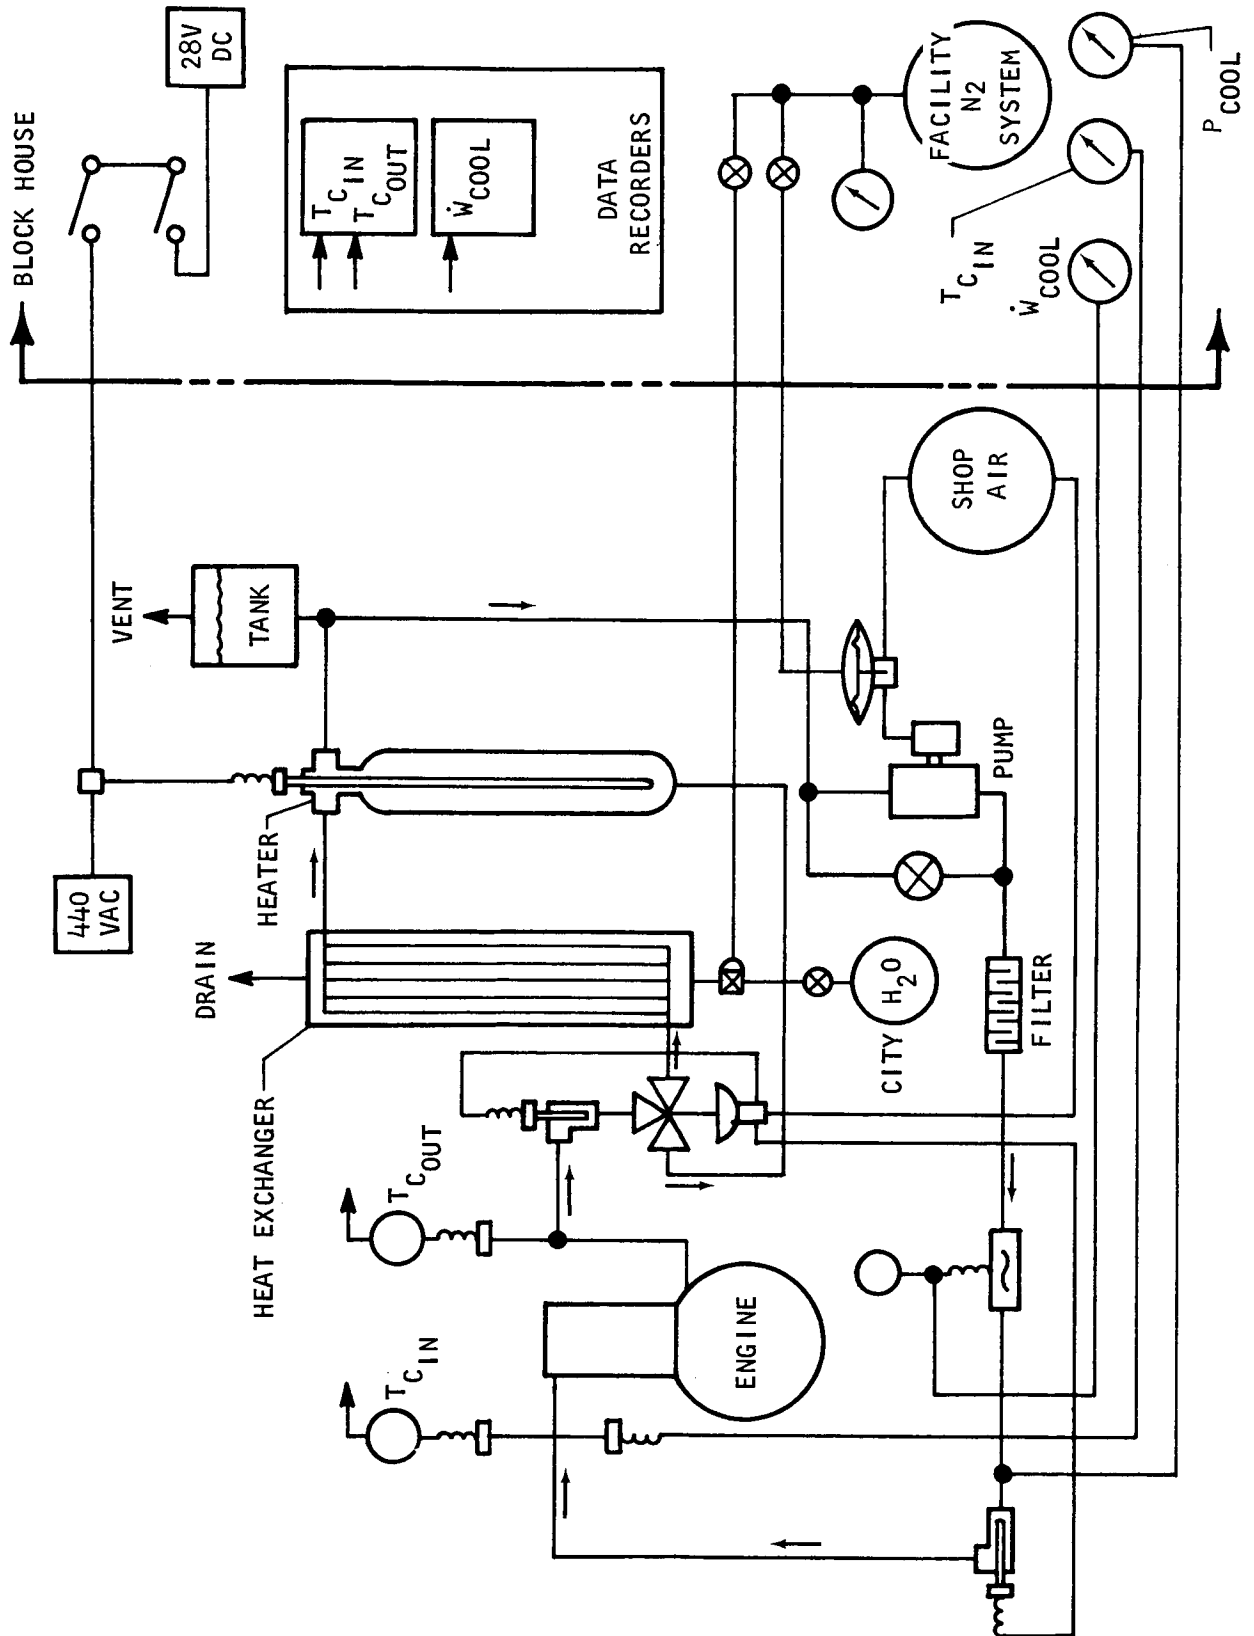 BLOCK HOUSE
28V
DC
440
VAC
VENT
TANK
HEATER
DRAIN
HEAT EXCHANGER
T C IN
T C OUT
Ẇ COOL
DATA
RECORDERS
FACILITY
N2
SYSTEM
T C IN
Ẇ COOL
P COOL
SHOP
AIR
PUMP
CITY H2O
FILTER
T C OUT
T C IN
ENGINE